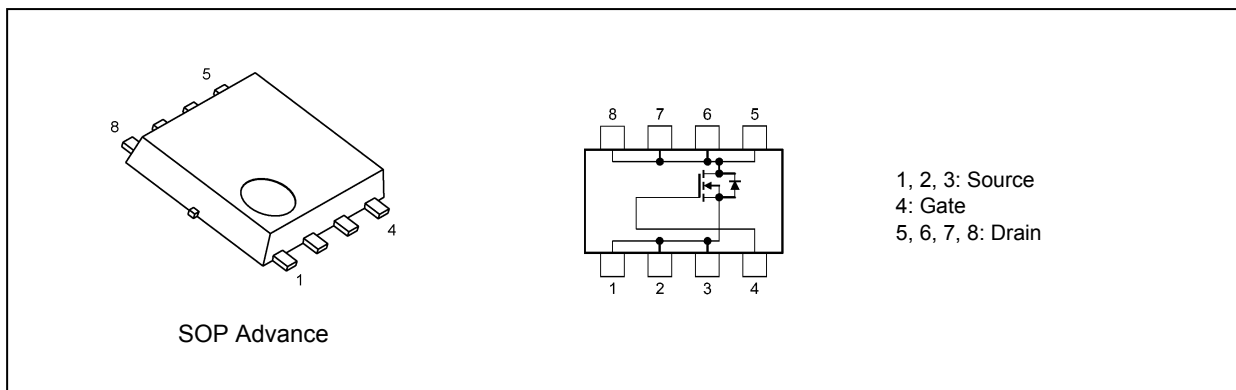 5
8
4
1
SOP Advance
8 7 6 5
1 2 3 4
1, 2, 3: Source
4: Gate
5, 6, 7, 8: Drain